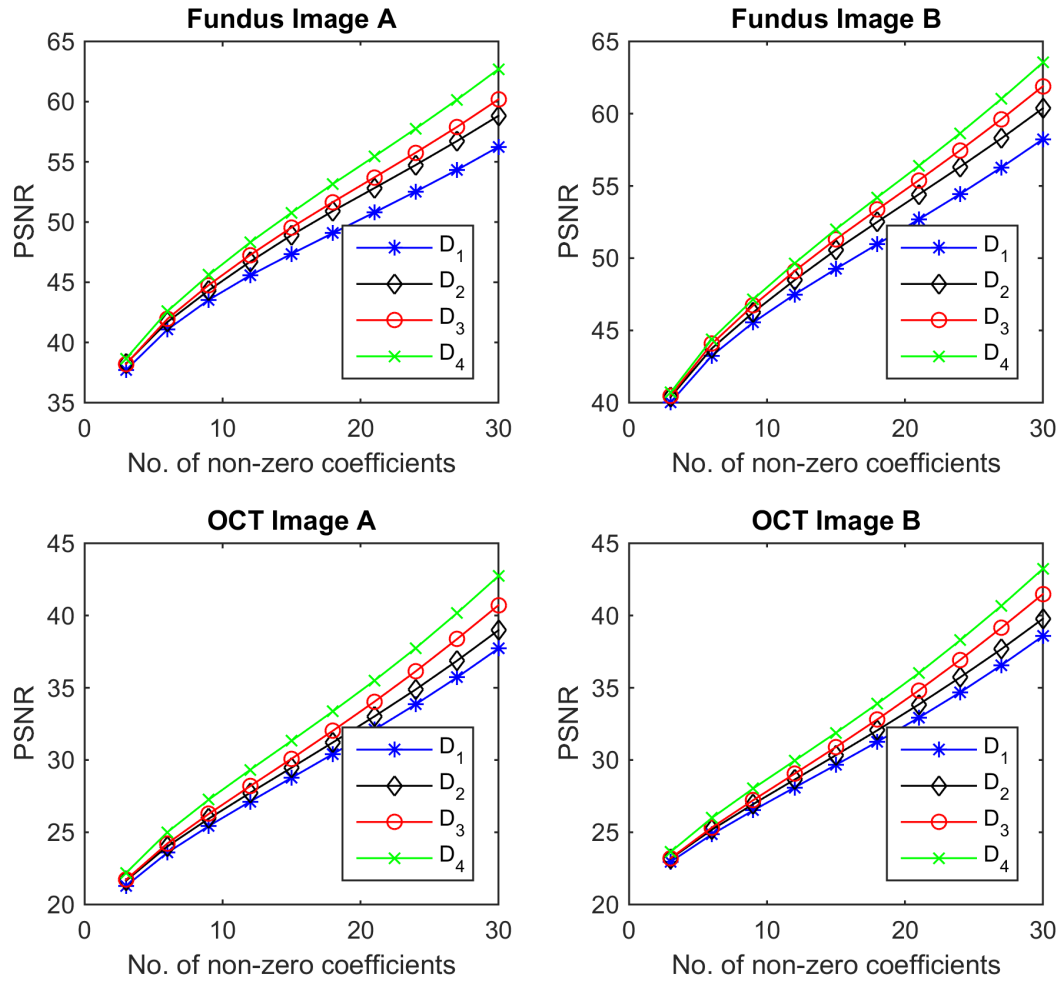 Fundus Image A
65
60
55
50
45
40
35
PSNR
0 10 20 30
No. of non-zero coefficients
D1
D2
D3
D4
Fundus Image B
65
60
55
50
45
40
PSNR
0 10 20 30
No. of non-zero coefficients
D1
D2
D3
D4
OCT Image A
45
40
35
30
25
20
PSNR
0 10 20 30
No. of non-zero coefficients
D1
D2
D3
D4
OCT Image B
45
40
35
30
25
20
PSNR
0 10 20 30
No. of non-zero coefficients
D1
D2
D3
D4